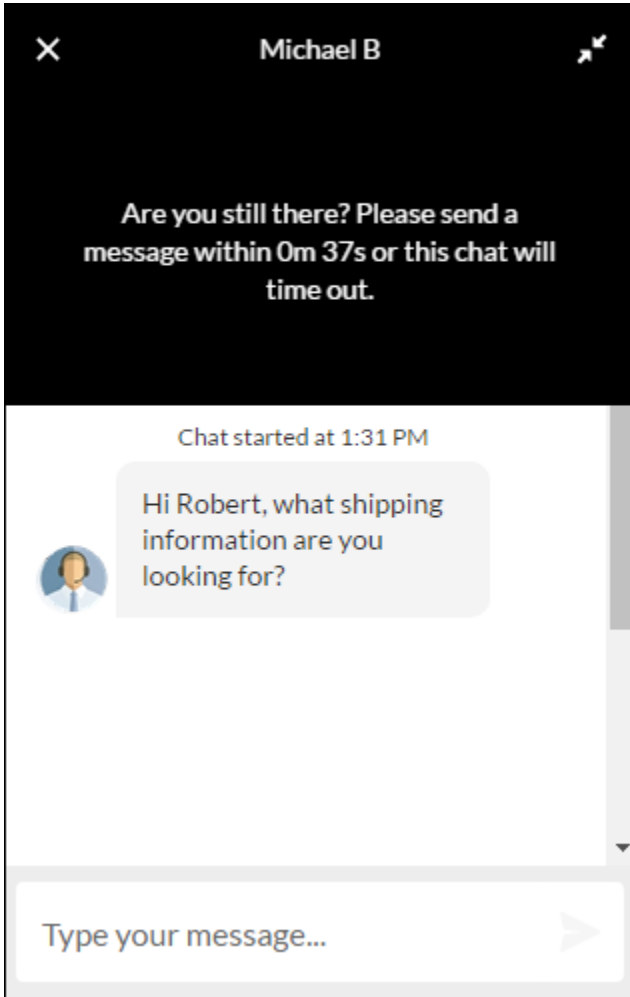 Michael B
Are you still there? Please send a
message within 0m 37s or this chat will
time out.
Chat started at 1:31 PM
Hi Robert, what shipping
information are you
looking for?
Type your message...